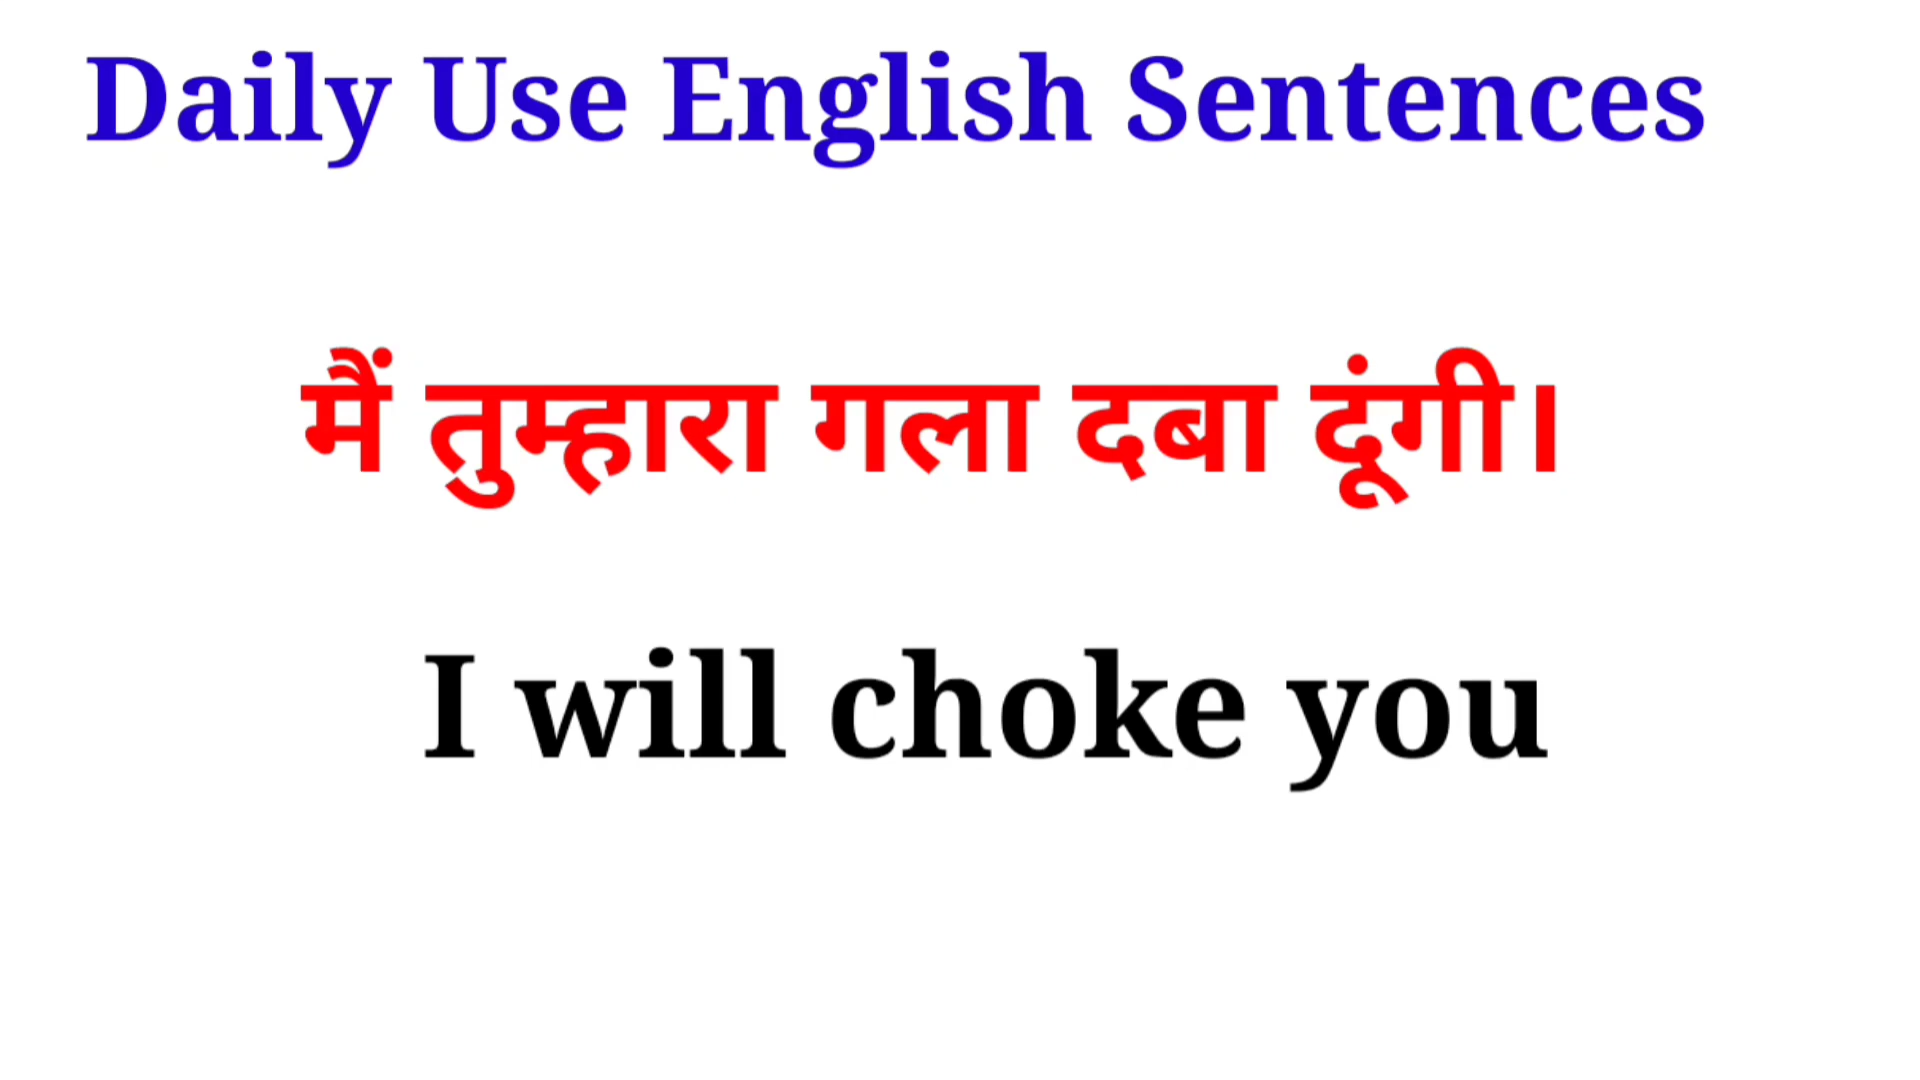 Daily Use English Sentences
मैं तुम्हारा गला दबा दूंगी।
I will choke you